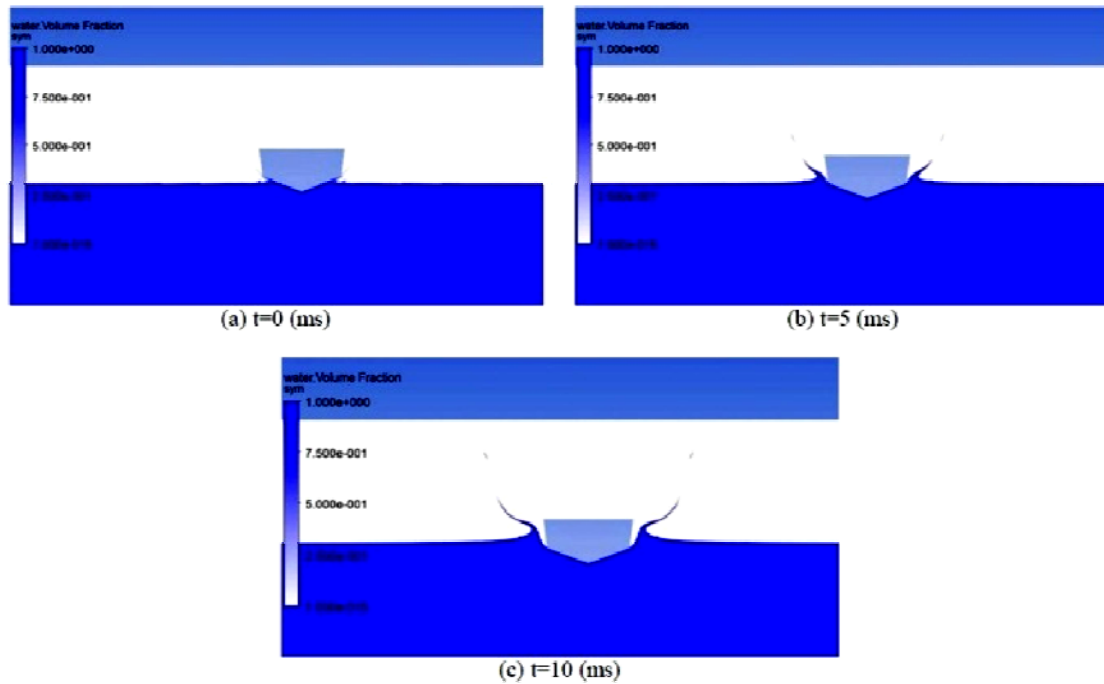 water.Volume Fraction
sym
1.000e+000
7.500e-001
5.000e-001
(a) t=0 (ms)
water.Volume Fraction
sym
1.000e+000
7.500e-001
5.000e-001
(b) t=5 (ms)
water.Volume Fraction
sym
1.000e+000
7.500e-001
5.000e-001
(c) t=10 (ms)